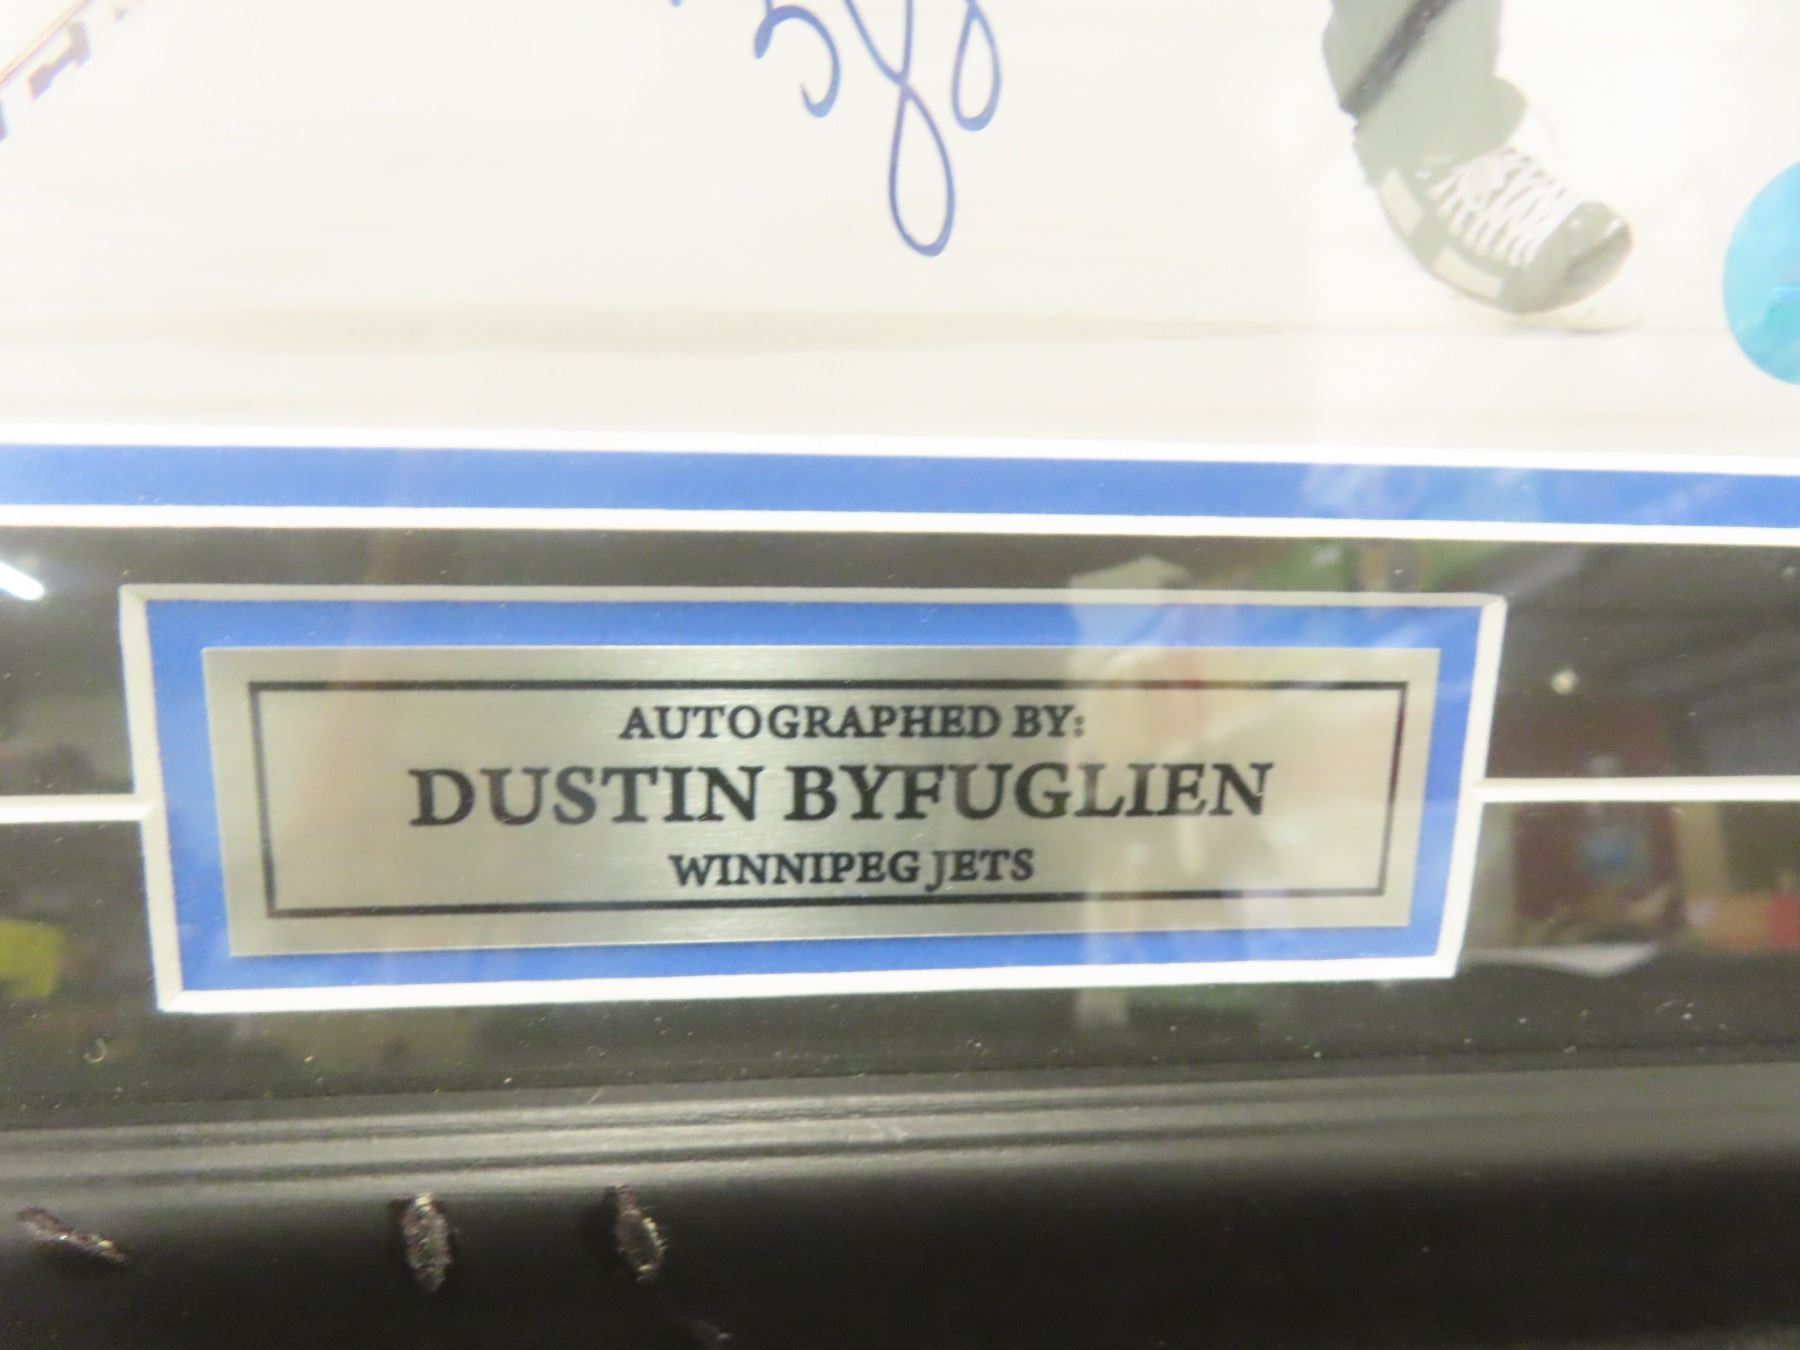 AUTOGRAPHED BY:
DUSTIN BYFUGLIEN
WINNIPEG JETS